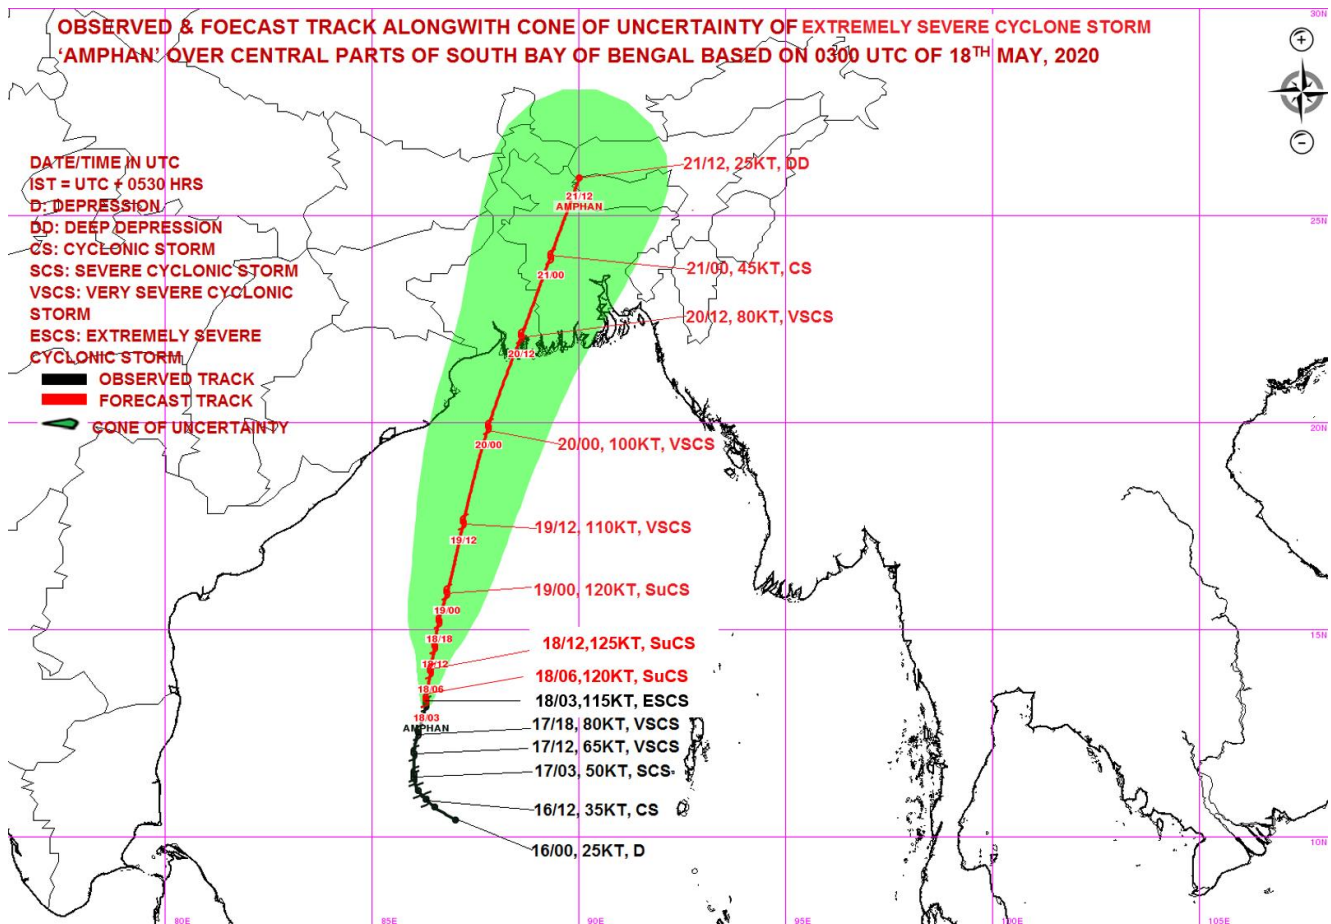 OBSERVED & FOECAST TRACK ALONGWITH CONE OF UNCERTAINTY OF EXTREMELY SEVERE CYCLONE STORM
‘AMPHAN’ OVER CENTRAL PARTS OF SOUTH BAY OF BENGAL BASED ON 0300 UTC OF 18TH MAY, 2020
30N
DATE/TIME IN UTC
IST = UTC + 0530 HRS
D: DEPRESSION
DD: DEEP DEPRESSION
CS: CYCLONIC STORM
SCS: SEVERE CYCLONIC STORM
VSCS: VERY SEVERE CYCLONIC
STORM
ESCS: EXTREMELY SEVERE
CYCLONIC STORM
OBSERVED TRACK
FORECAST TRACK
CONE OF UNCERTAINTY
21/12, 25KT, DD
21/12
AMPHAN
25N
21/00, 45KT, CS
21/00
20/12, 80KT, VSCS
20/12
20N
20/00, 100KT, VSCS
20/00
19/12, 110KT, VSCS
19/12
19/00, 120KT, SuCS
19/00
15N
18/18
18/12,125KT, SuCS
18/12
18/06,120KT, SuCS
18/06
18/03,115KT, ESCS
18/03
AMPHAN
17/18, 80KT, VSCS
17/12, 65KT, VSCS
17/03, 50KT, SCS
16/12, 35KT, CS
10N
16/00, 25KT, D
80E
85E
90E
95E
100E
105E